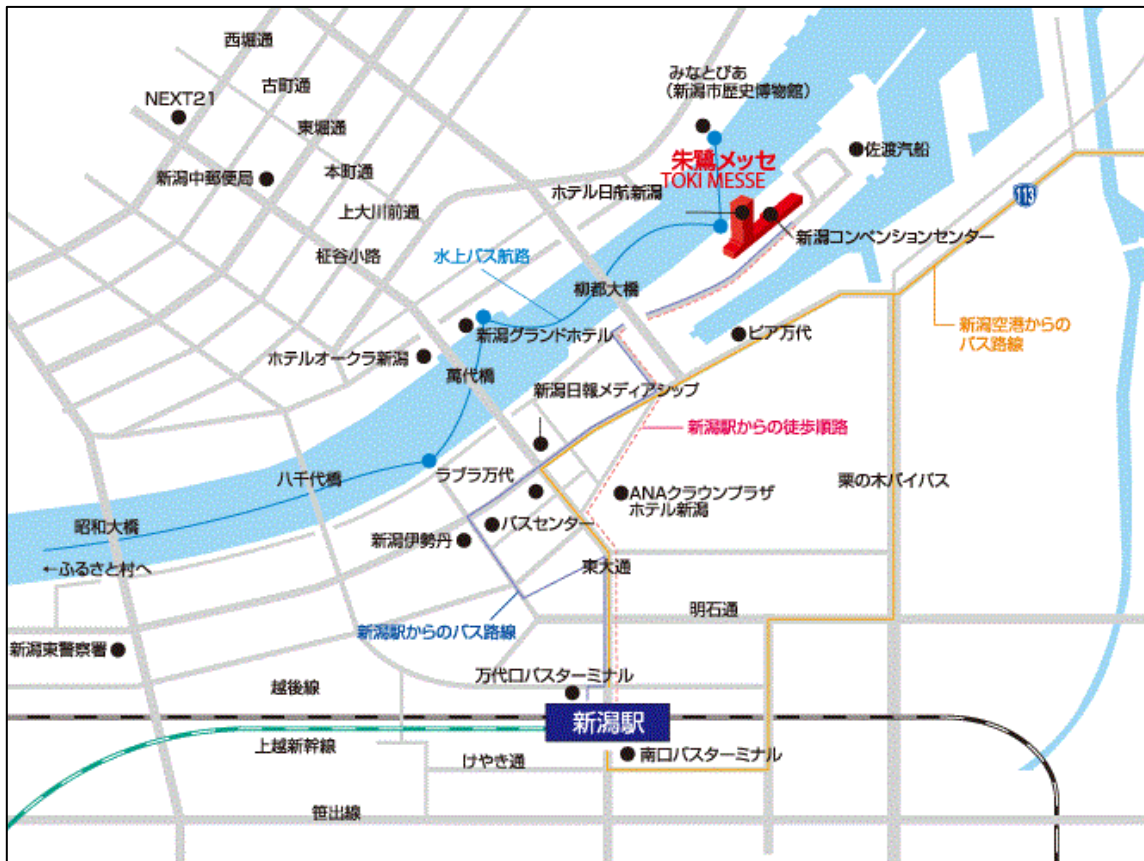 西堀通
古町通
NEXT21
東堀通
みなとぴあ
（新潟市歴史博物館）
本町通
新潟中郵便局
朱鷺メッセ
TOKI MESSE
佐渡汽船
ホテル日航新潟
113
上大川前通
新潟コンベンションセンター
柾谷小路
水上バス航路
柳都大橋
新潟グランドホテル
ピア万代
新潟空港からの
バス路線
ホテルオークラ新潟
萬代橋
新潟日報メディアシップ
新潟駅からの徒歩順路
八千代橋
ラブラ万代
栗の木バイパス
ANAクラウンプラザ
ホテル新潟
昭和大橋
バスセンター
新潟伊勢丹
←ふるさと村へ
東大通
明石通
新潟駅からのバス路線
新潟東警察署
万代口バスターミナル
越後線
新潟駅
上越新幹線
けやき通
南口バスターミナル
笹出線